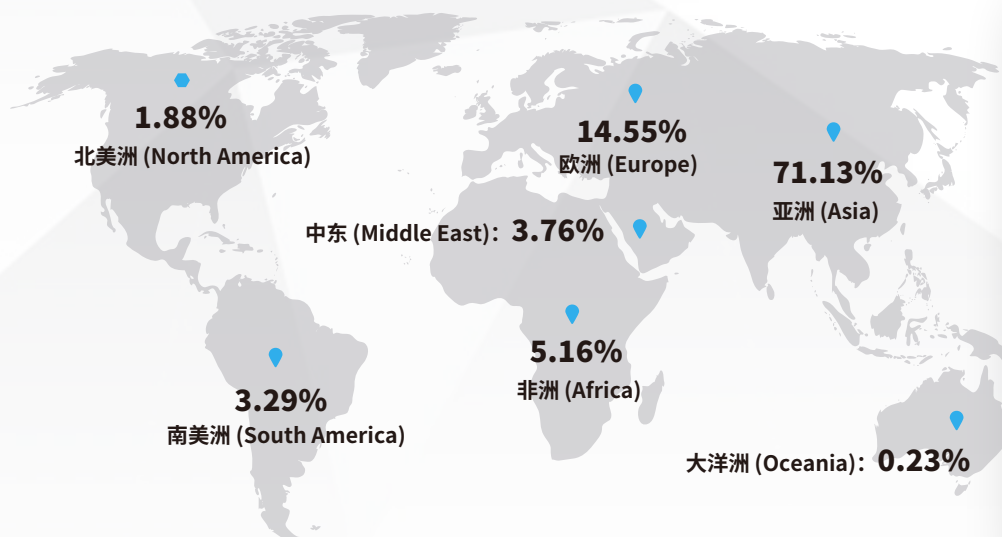 1.88%
北美洲 (North America)
14.55%
欧洲 (Europe)
71.13%
亚洲 (Asia)
中东 (Middle East)：3.76%
5.16%
非洲 (Africa)
3.29%
南美洲 (South America)
大洋洲 (Oceania)：0.23%